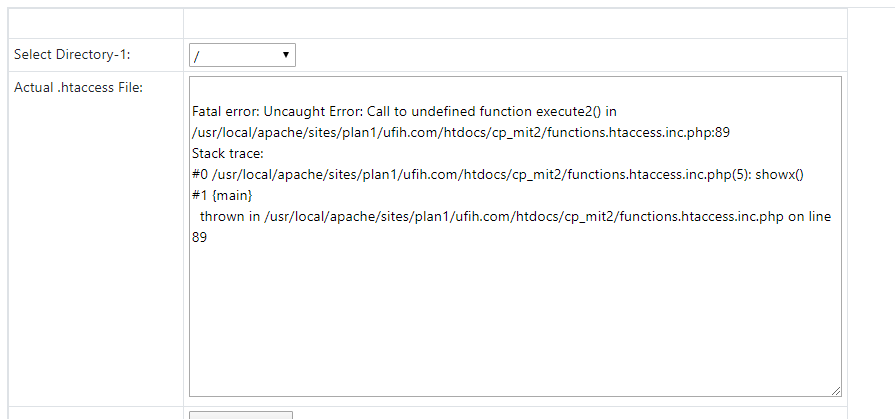 Select Directory-1:
/
Actual .htaccess File:
Fatal error: Uncaught Error: Call to undefined function execute2() in
/usr/local/apache/sites/plan1/ufih.com/htdocs/cp_mit2/functions.htaccess.inc.php:89
Stack trace:
#0 /usr/local/apache/sites/plan1/ufih.com/htdocs/cp_mit2/functions.htaccess.inc.php(5): showx()
#1 {main}
thrown in /usr/local/apache/sites/plan1/ufih.com/htdocs/cp_mit2/functions.htaccess.inc.php on line
89